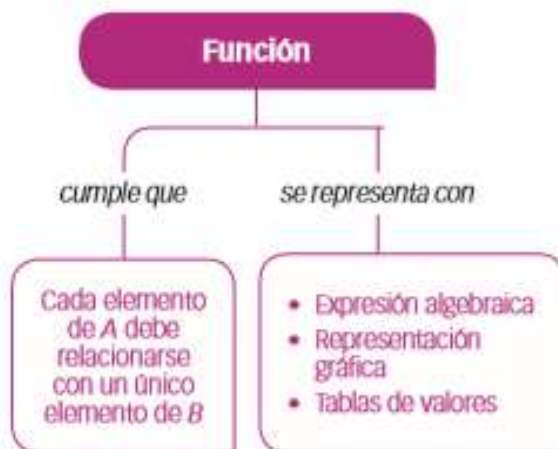 Función
cumple que
se representa con
Cada elemento
de A debe
relacionarse
con un único
elemento de B
• Expresión algebraica
• Representación
gráfica
• Tablas de valores